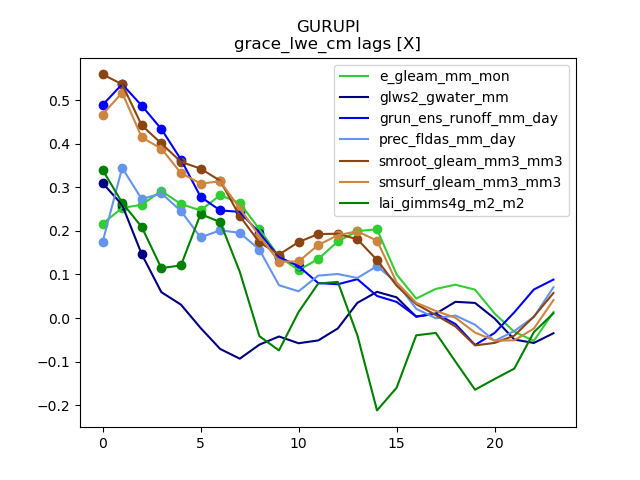 GURUPI
grace_lwe_cm lags [X]
e_gleam_mm_mon
glws2_gwater_mm
grun_ens_runoff_mm_day
prec_fldas_mm_day
smroot_gleam_mm3_mm3
smsurf_gleam_mm3_mm3
lai_gimms4g_m2_m2
0.5
0.4
0.3
0.2
0.1
0.0
−0.1
−0.2
0 5 10 15 20